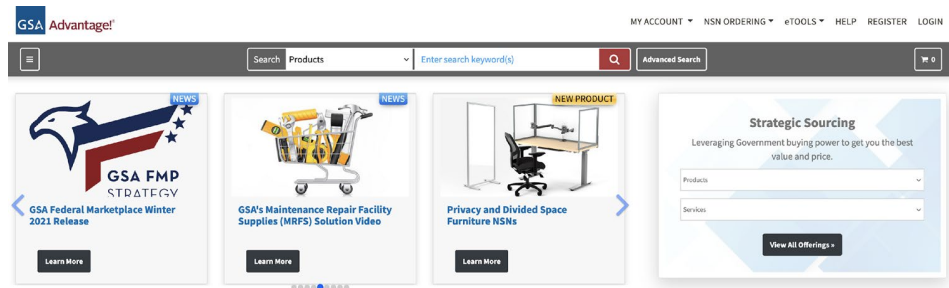 GSA Advantage!®
MY ACCOUNT NSN ORDERING eTOOLS HELP REGISTER LOGIN
Search Products Enter search keyword(s) Advanced Search 0
NEWS
GSA FMP
STRATEGY
GSA Federal Marketplace Winter
2021 Release
Learn More
NEWS
GSA's Maintenance Repair Facility
Supplies (MRFS) Solution Video
Learn More
NEW PRODUCT
Privacy and Divided Space
Furniture NSNs
Learn More
Strategic Sourcing
Leveraging Government buying power to get you the best
value and price.
Products
Services
View All Offerings »